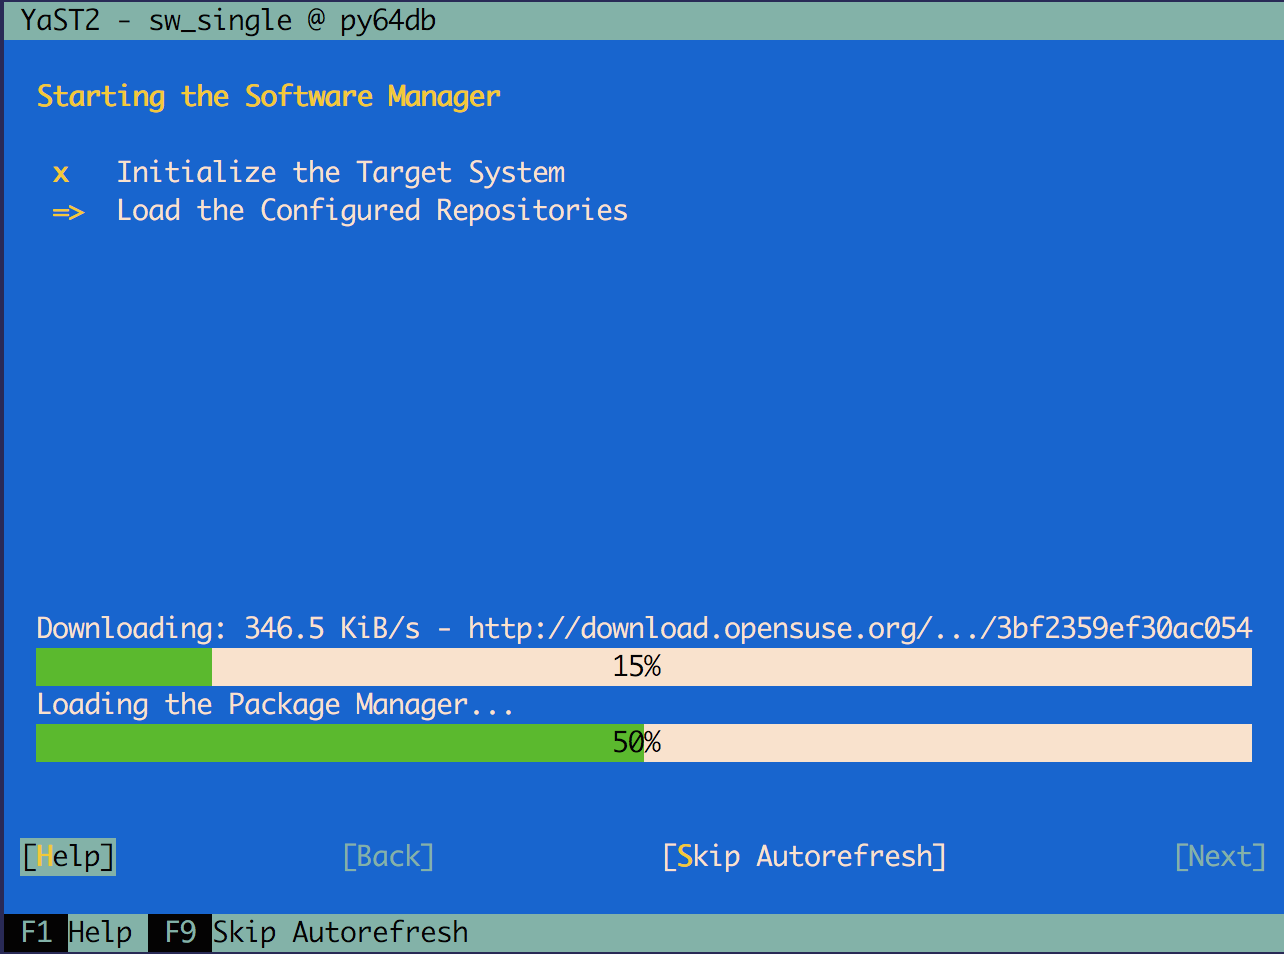 YaST2 - sw_single @ py64db
Starting the Software Manager
x Initialize the Target System
=> Load the Configured Repositories
Downloading: 346.5 KiB/s - http://download.opensuse.org/.../3bf2359ef30ac054
15%
Loading the Package Manager...
50%
[Help] [Back] [Skip Autorefresh] [Next]
F1 Help F9 Skip Autorefresh